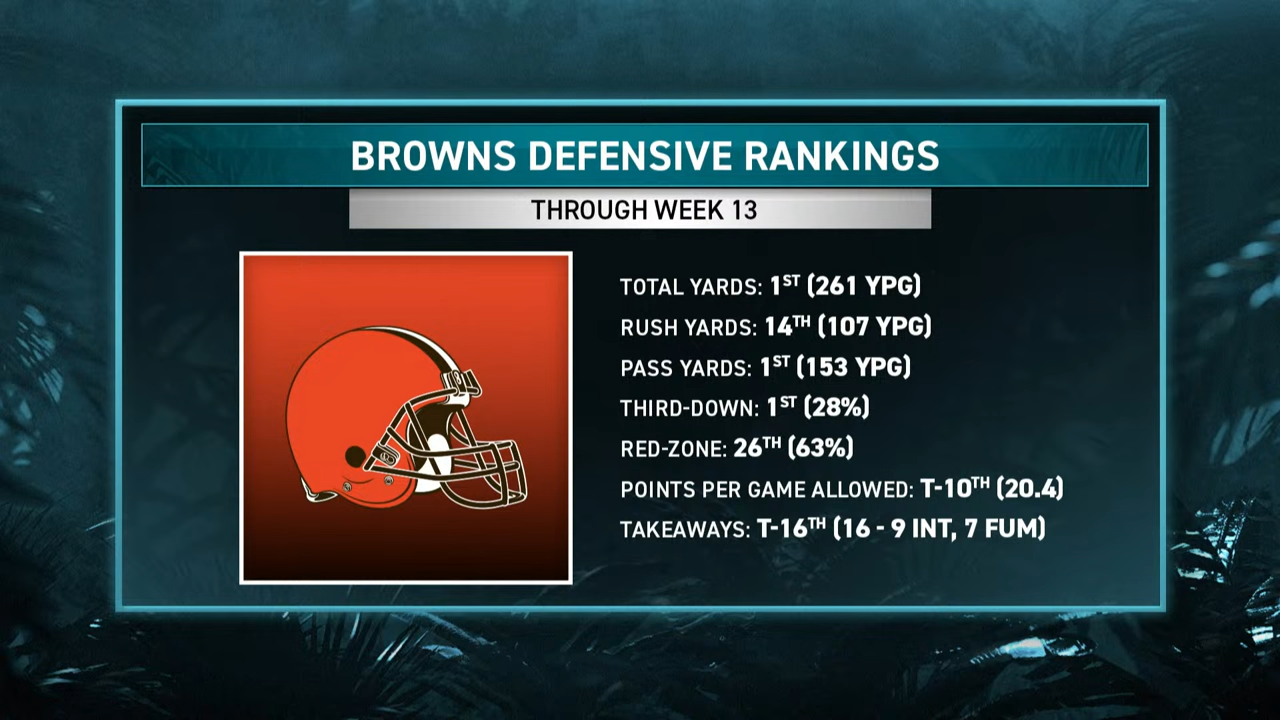 BROWNS DEFENSIVE RANKINGS
THROUGH WEEK 13
TOTAL YARDS: 1ST (261 YPG)
RUSH YARDS: 14TH (107 YPG)
PASS YARDS: 1ST (153 YPG)
THIRD-DOWN: 1ST (28%)
RED-ZONE: 26TH (63%)
POINTS PER GAME ALLOWED: T-10TH (20.4)
TAKEAWAYS: T-16TH (16 - 9 INT, 7 FUM)